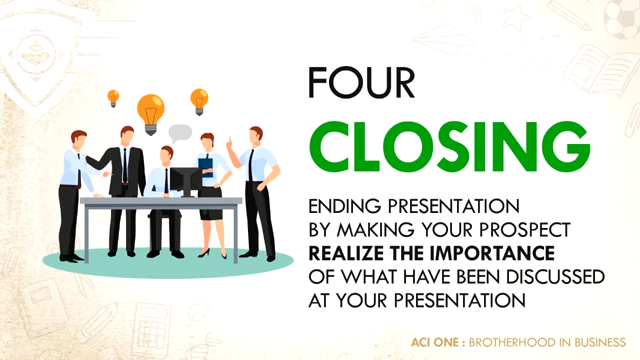 FOUR
CLOSING
ENDING PRESENTATION
BY MAKING YOUR PROSPECT
REALIZE THE IMPORTANCE
OF WHAT HAVE BEEN DISCUSSED
AT YOUR PRESENTATION
ACI ONE : BROTHERHOOD IN BUSINESS